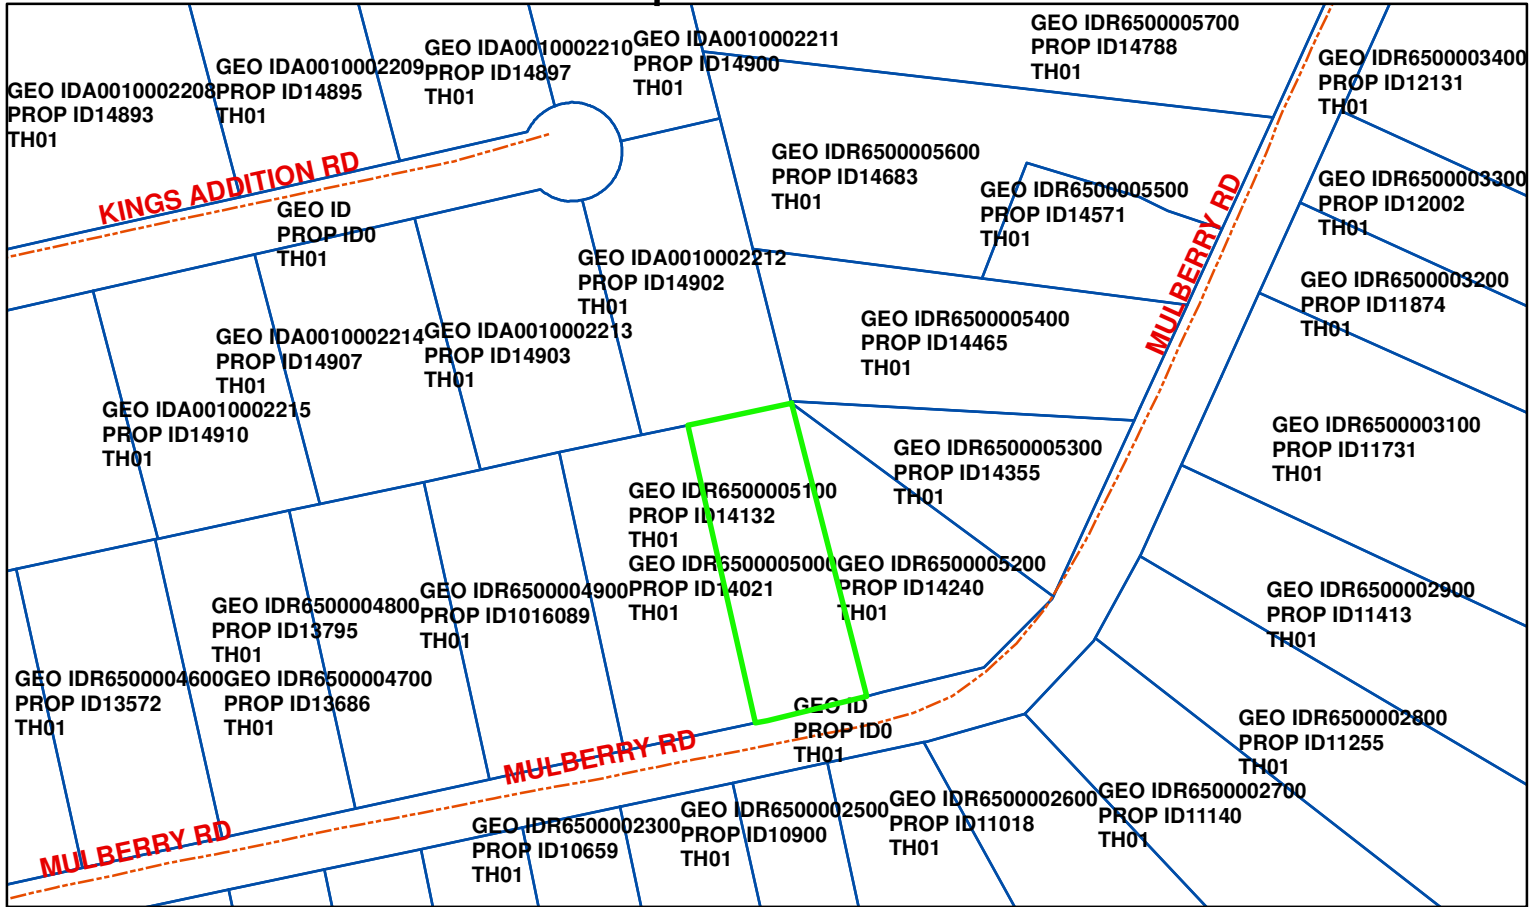 GEO IDR6500005700
PROP ID14788
TH01
GEO IDA0010002211
PROP ID14900
TH01
GEO IDA0010002210
PROP ID14897
TH01
GEO IDA0010002209
PROP ID14895
TH01
GEO IDA0010002208
PROP ID14893
TH01
GEO IDR6500003400
PROP ID12131
TH01
KINGS ADDITION RD
GEO IDR6500005600
PROP ID14683
TH01
GEO IDR6500005500
PROP ID14571
TH01
GEO IDR6500003300
PROP ID12002
TH01
GEO ID
PROP ID0
TH01
MULBERRY RD
GEO IDA0010002212
PROP ID14902
TH01
GEO IDR6500003200
PROP ID11874
TH01
GEO IDA0010002214
PROP ID14907
TH01
GEO IDA0010002213
PROP ID14903
TH01
GEO IDR6500005400
PROP ID14465
TH01
GEO IDA0010002215
PROP ID14910
TH01
GEO IDR6500005300
PROP ID14355
TH01
GEO IDR6500003100
PROP ID11731
TH01
GEO IDR6500005100
PROP ID14132
TH01
GEO IDR6500005000
PROP ID14021
TH01
GEO IDR6500005200
PROP ID14240
TH01
GEO IDR6500004800
PROP ID13795
TH01
GEO IDR6500004900
PROP ID1016089
TH01
GEO IDR6500002900
PROP ID11413
TH01
GEO IDR6500004600
PROP ID13572
TH01
GEO IDR6500004700
PROP ID13686
TH01
GEO ID
PROP ID0
TH01
GEO IDR6500002800
PROP ID11255
TH01
MULBERRY RD
MULBERRY RD
GEO IDR6500002300
PROP ID10659
TH01
GEO IDR6500002500
PROP ID10900
TH01
GEO IDR6500002600
PROP ID11018
TH01
GEO IDR6500002700
PROP ID11140
TH01